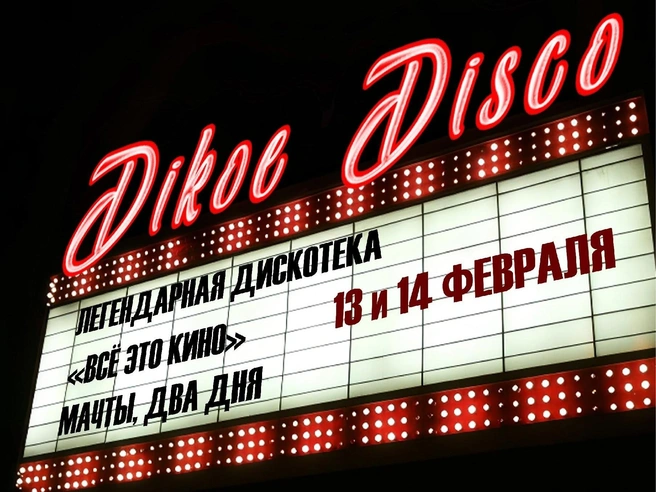 Dikoe Disco
ЛЕГЕНДАРНАЯ ДИСКОТЕКА
«ВСЁ ЭТО КИНО»
МАЧТЫ, ДВА ДНЯ
13 и 14 ФЕВРАЛЯ